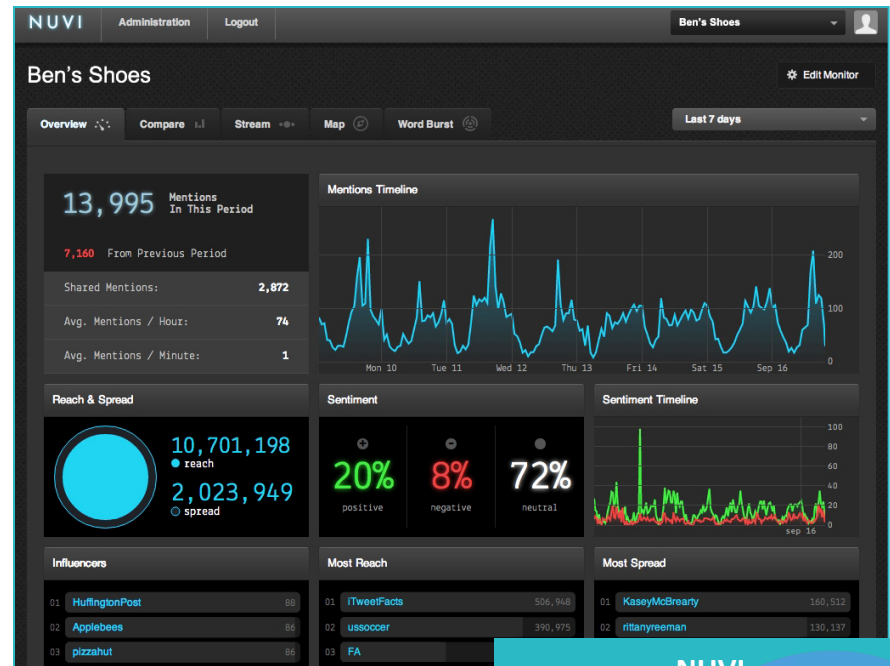 NUVI Administration Logout Ben's Shoes
Ben's Shoes Edit Monitor
Overview Compare Stream Map Word Burst Last 7 days
13,995 Mentions In This Period
7,160 From Previous Period
Shared Mentions: 2,872
Avg. Mentions / Hour: 74
Avg. Mentions / Minute: 1
Mentions Timeline
200
100
0
Mon 10 Tue 11 Wed 12 Thu 13 Fri 14 Sat 15 Sep 16
Reach & Spread
10,701,198
reach
2,023,949
spread
Sentiment
20% 8% 72%
positive negative neutral
Sentiment Timeline
100
80
60
40
20
0
sep 16
Influencers
01 HuffingtonPost 88
02 Applebees 86
03 pizzahut 86
Most Reach
01 iTweetFacts 506,948
02 ussoccer 390,975
03 FA
Most Spread
01 KaseyMcBrearty 160,512
02 rittanyreeman 130,137
NUVI